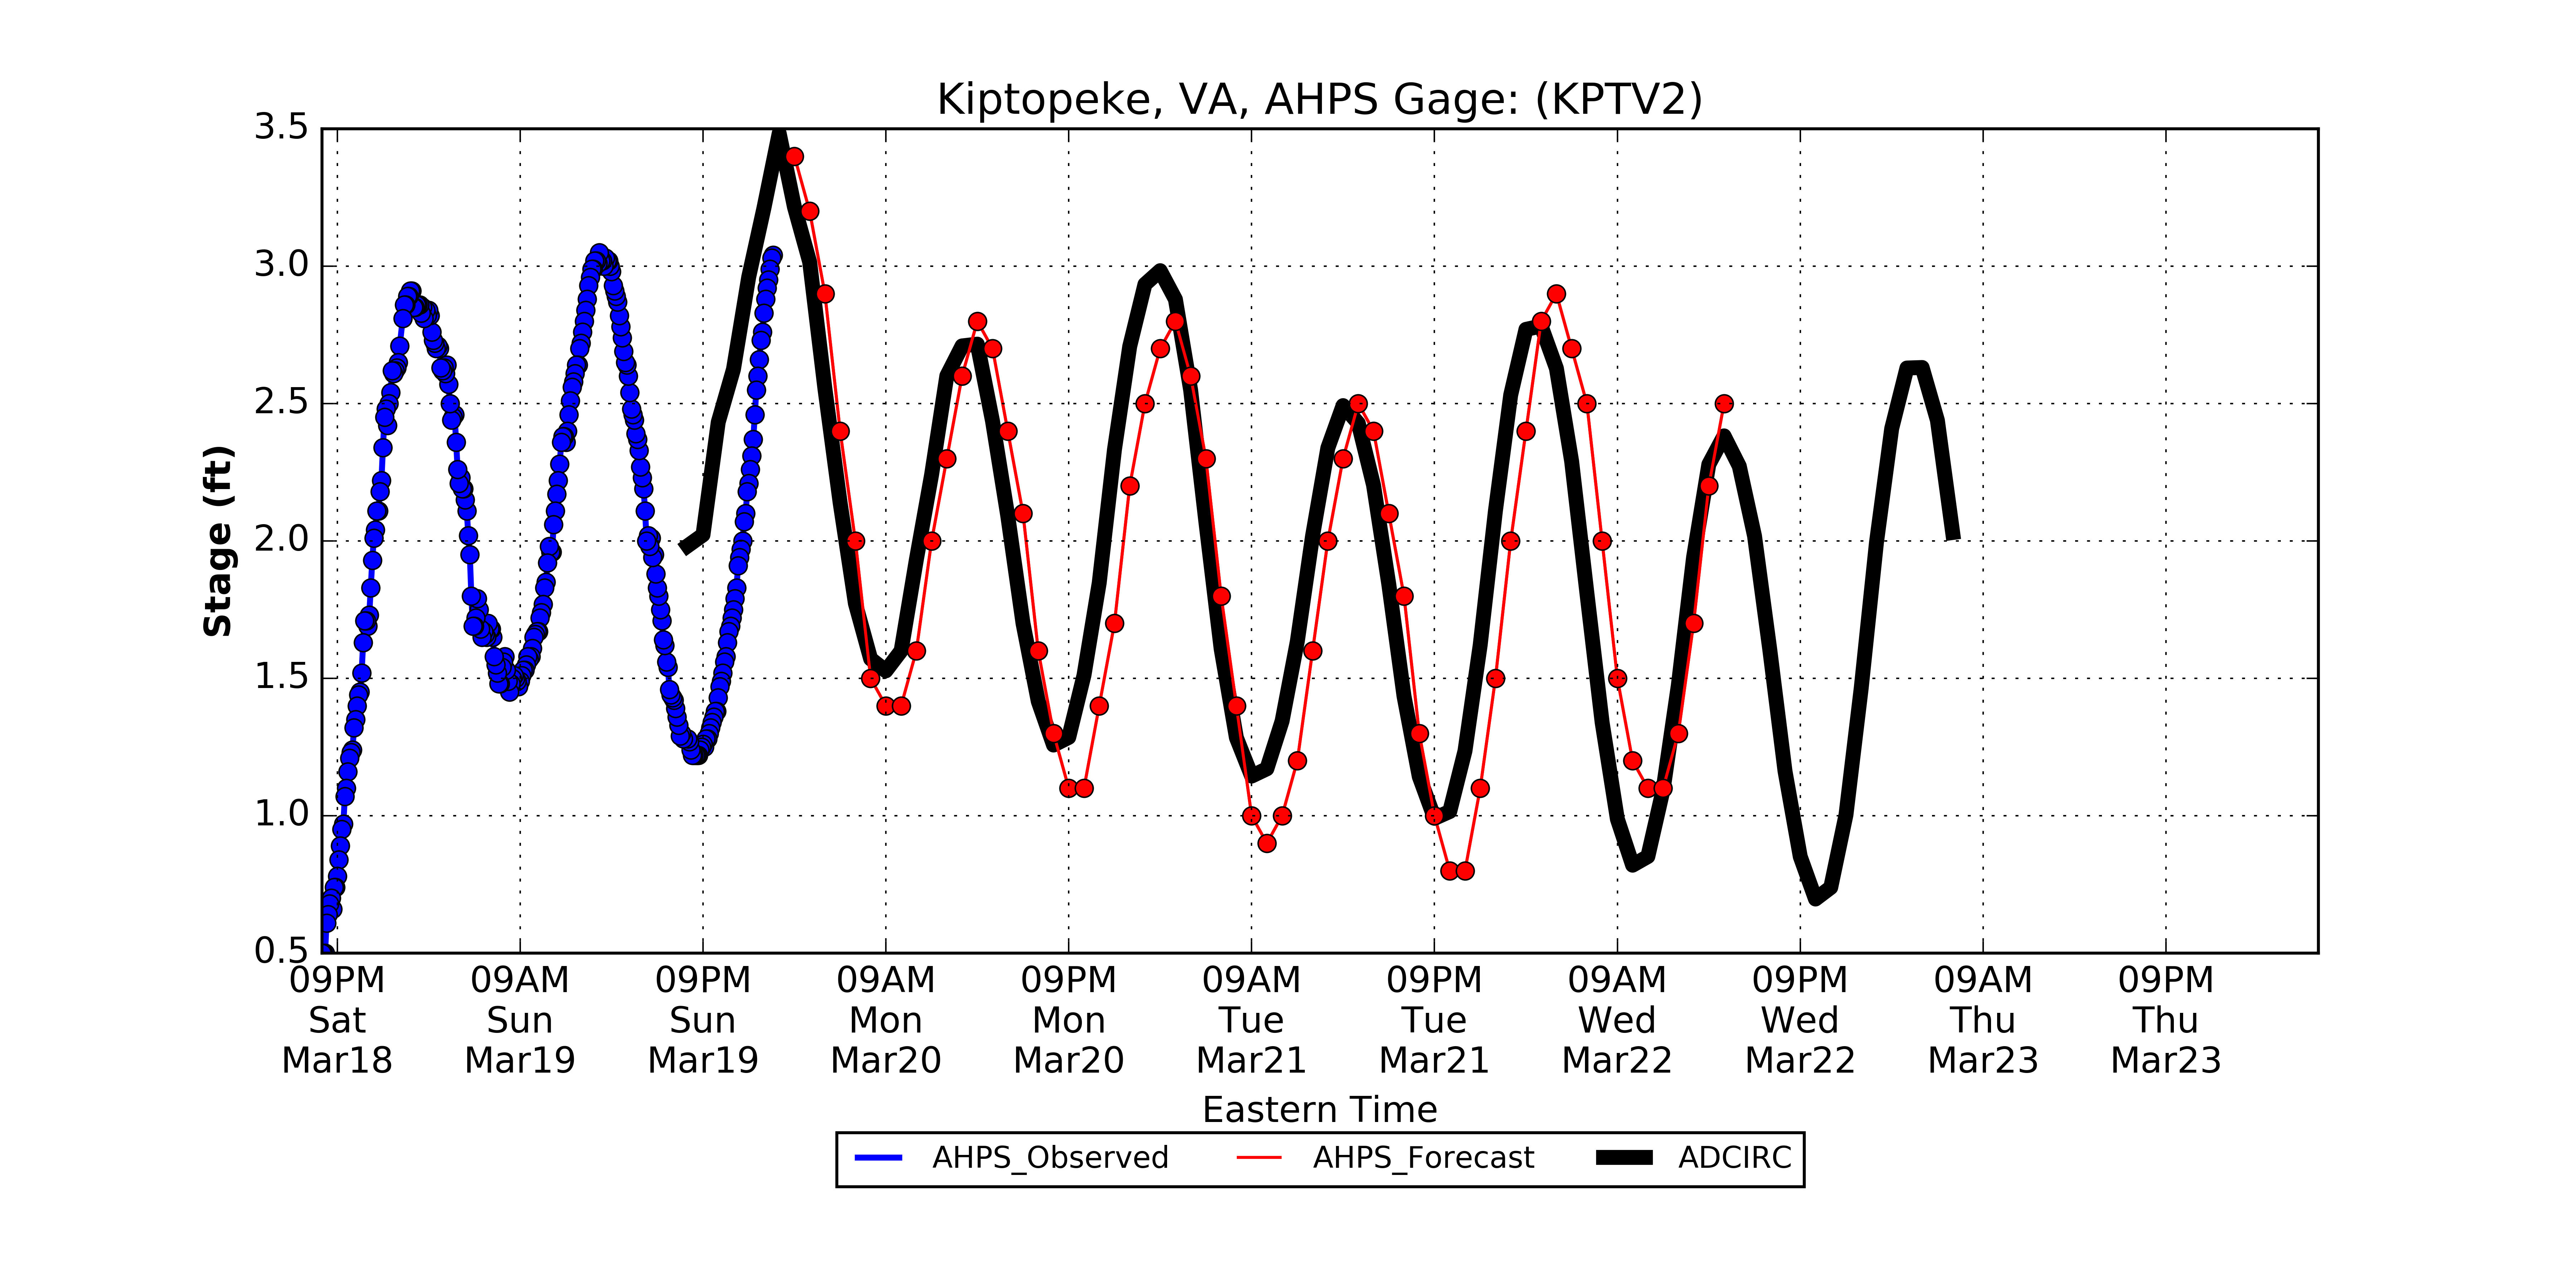 Kiptopeke, VA, AHPS Gage: (KPTV2)
3.5
3.0
2.5
2.0
1.5
1.0
0.5
Stage (ft)
09PM 09AM 09PM 09AM 09PM 09AM 09PM 09AM 09PM 09AM 09PM
Sat Sun Sun Mon Mon Tue Tue Wed Wed Thu Thu
Mar18 Mar19 Mar19 Mar20 Mar20 Mar21 Mar21 Mar22 Mar22 Mar23 Mar23
Eastern Time
AHPS_Observed AHPS_Forecast ADCIRC